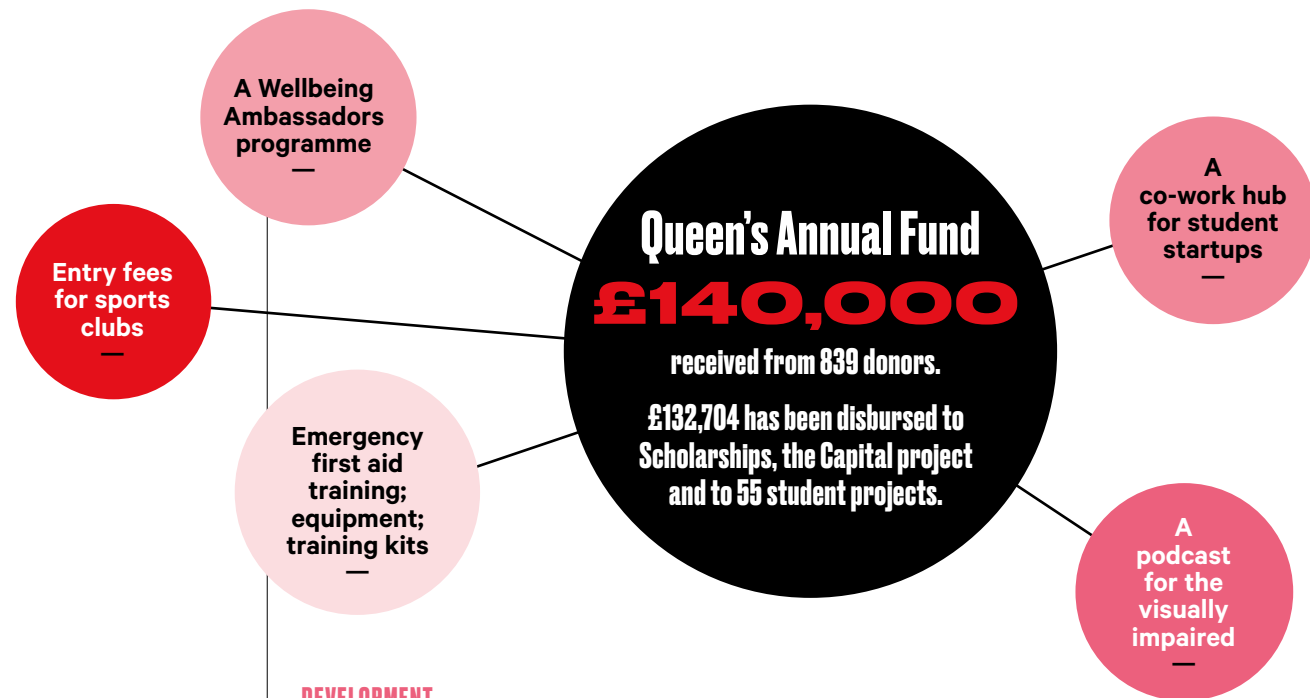 A Wellbeing
Ambassadors
programme
—
Entry fees
for sports
clubs
—
Emergency
first aid
training;
equipment;
training kits
—
Queen's Annual Fund
£140,000
received from 839 donors.
£132,704 has been disbursed to
Scholarships, the Capital project
and to 55 student projects.
A
co-work hub
for student
startups
—
A
podcast
for the
visually
impaired
—
DEVELOPMENT